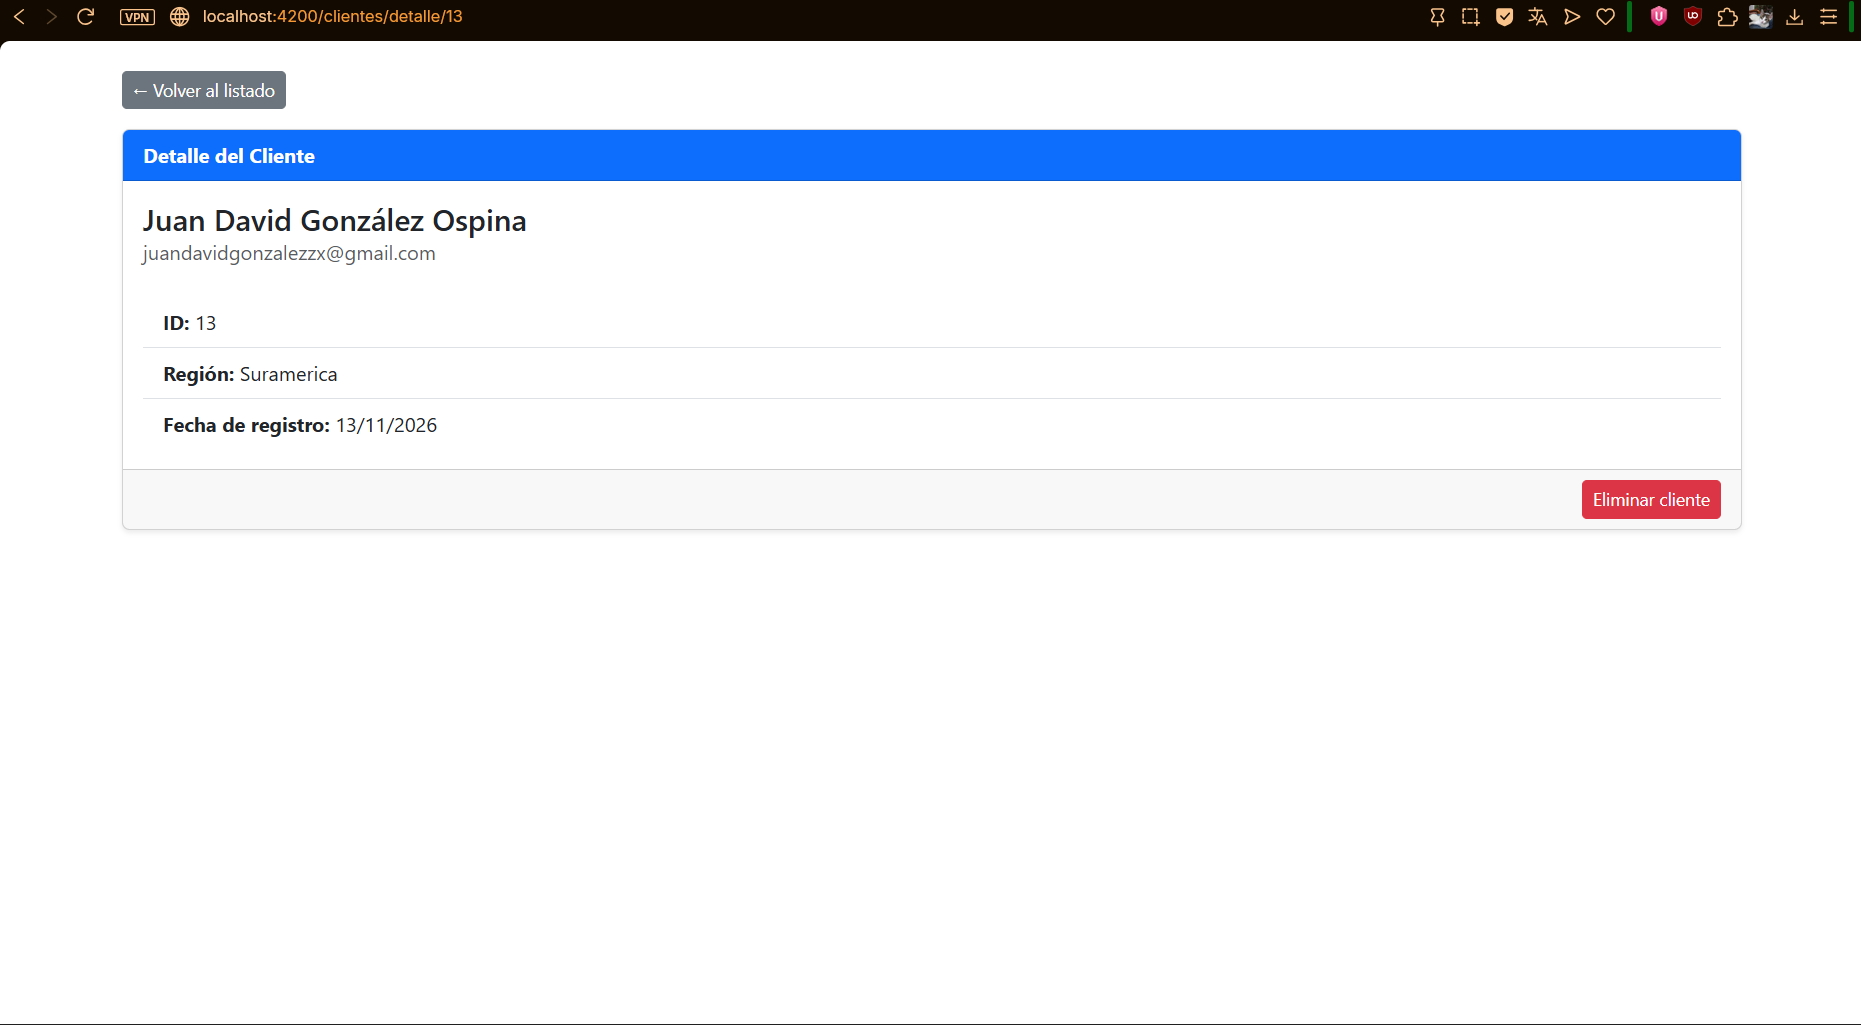 VPN localhost:4200/clientes/detalle/13
← Volver al listado
Detalle del Cliente
Juan David González Ospina
juandavidgonzalezzx@gmail.com
ID: 13
Región: Suramerica
Fecha de registro: 13/11/2026
Eliminar cliente